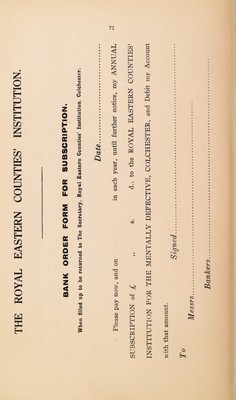 72
THE ROYAL EASTERN COUNTIES' INSTITUTION.
BANK ORDER FORM FOR SUBSCRIPTION.
When filled up to be returned to The Secretary, Royal Eastern Counties' Institution, Colchester.
Date
Please pay now, and on in each year, until further notice, my ANNUAL
SUBSCRIPTION of £ ,, s. d., to the ROYAL EASTERN COUNTIES'
INSTITUTION FOR THE MENTALLY DEFECTIVE, COLCHESTER, and Debit my Account
with that amount.
Signed
To
Messrs.
Bankers